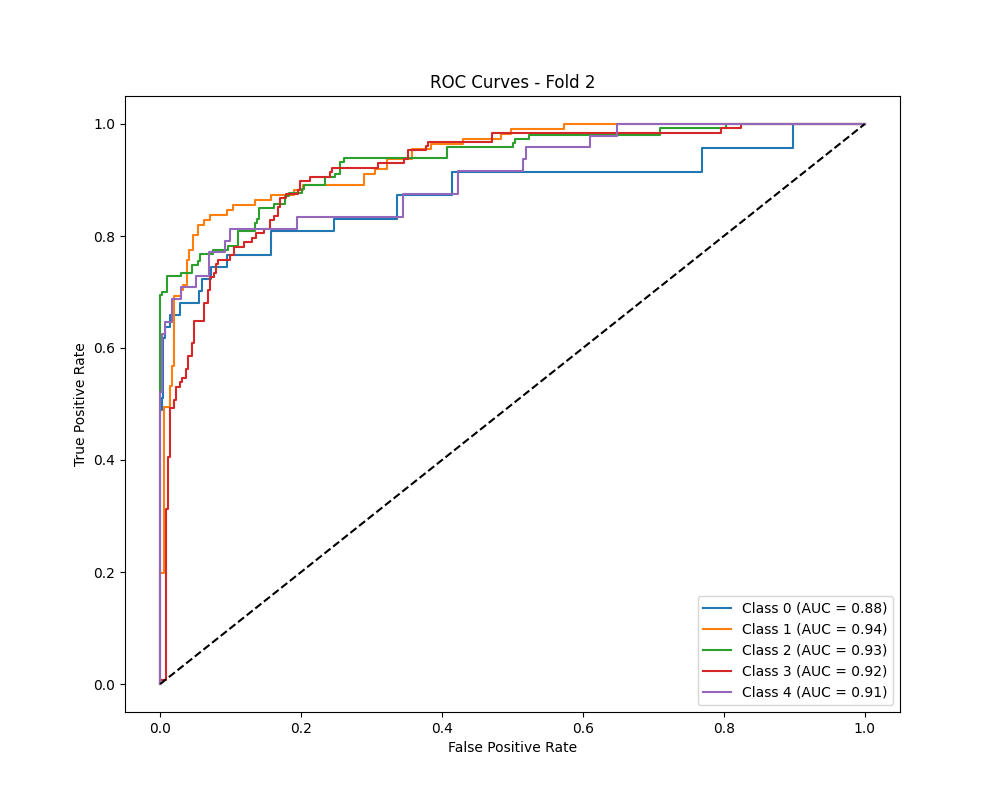 ROC Curves - Fold 2
True Positive Rate
1.0
0.8
0.6
0.4
0.2
0.0
0.0 0.2 0.4 0.6 0.8 1.0
False Positive Rate
Class 0 (AUC = 0.88)
Class 1 (AUC = 0.94)
Class 2 (AUC = 0.93)
Class 3 (AUC = 0.92)
Class 4 (AUC = 0.91)